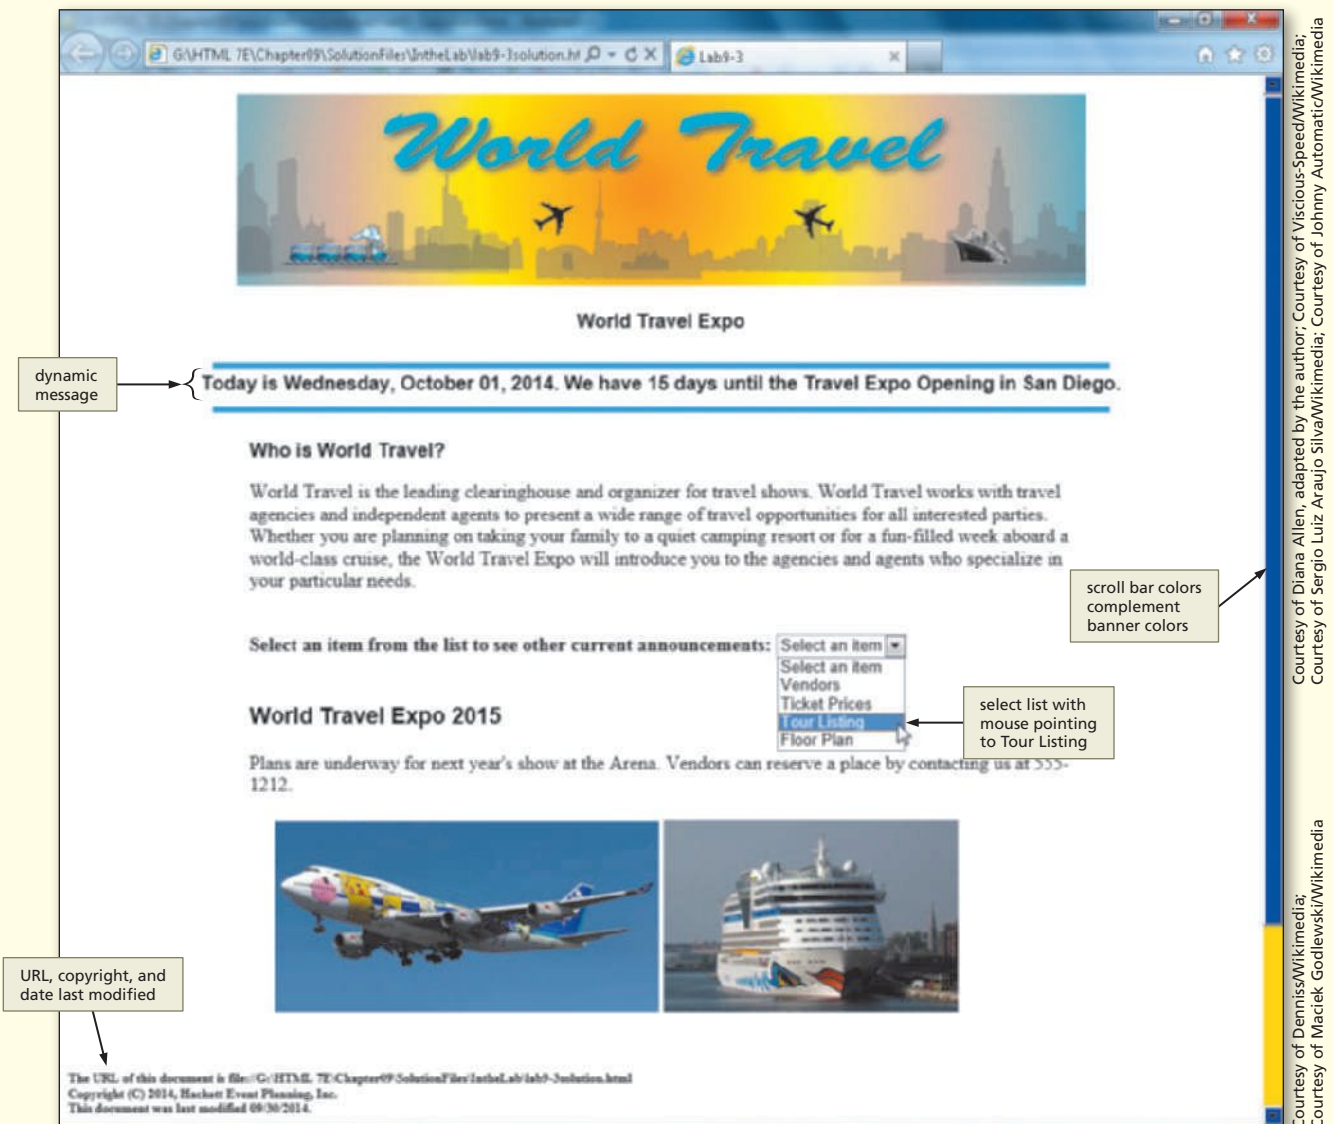 G:\HTML 7E\Chapter09\SolutionFiles\IntheLab\lab9-3solution.ht
Lab9-3
World Travel
World Travel Expo
dynamic
message
Today is Wednesday, October 01, 2014. We have 15 days until the Travel Expo Opening in San Diego.
Who is World Travel?
World Travel is the leading clearinghouse and organizer for travel shows. World Travel works with travel
agencies and independent agents to present a wide range of travel opportunities for all interested parties.
Whether you are planning on taking your family to a quiet camping resort or for a fun-filled week aboard a
world-class cruise, the World Travel Expo will introduce you to the agencies and agents who specialize in
your particular needs.
scroll bar colors
complement
banner colors
Select an item from the list to see other current announcements: Select an item
Select an item
Vendors
Ticket Prices
Tour Listing
Floor Plan
select list with
mouse pointing
to Tour Listing
World Travel Expo 2015
Plans are underway for next year's show at the Arena. Vendors can reserve a place by contacting us at 555-
1212.
URL, copyright, and
date last modified
The URL of this document is file://G:/HTML 7E/Chapter09/SolutionFiles/IntheLab/lab9-3solution.html
Copyright (C) 2014, Hackett Event Planning, Inc.
This document was last modified 09/30/2014.
Courtesy of Diana Allen, adapted by the author; Courtesy of Viscious-Speed/Wikimedia;
Courtesy of Sergio Luiz Araujo Silva/Wikimedia; Courtesy of Johnny Automatic/Wikimedia
Courtesy of Denniss/Wikimedia;
Courtesy of Maciek Godlewski/Wikimedia